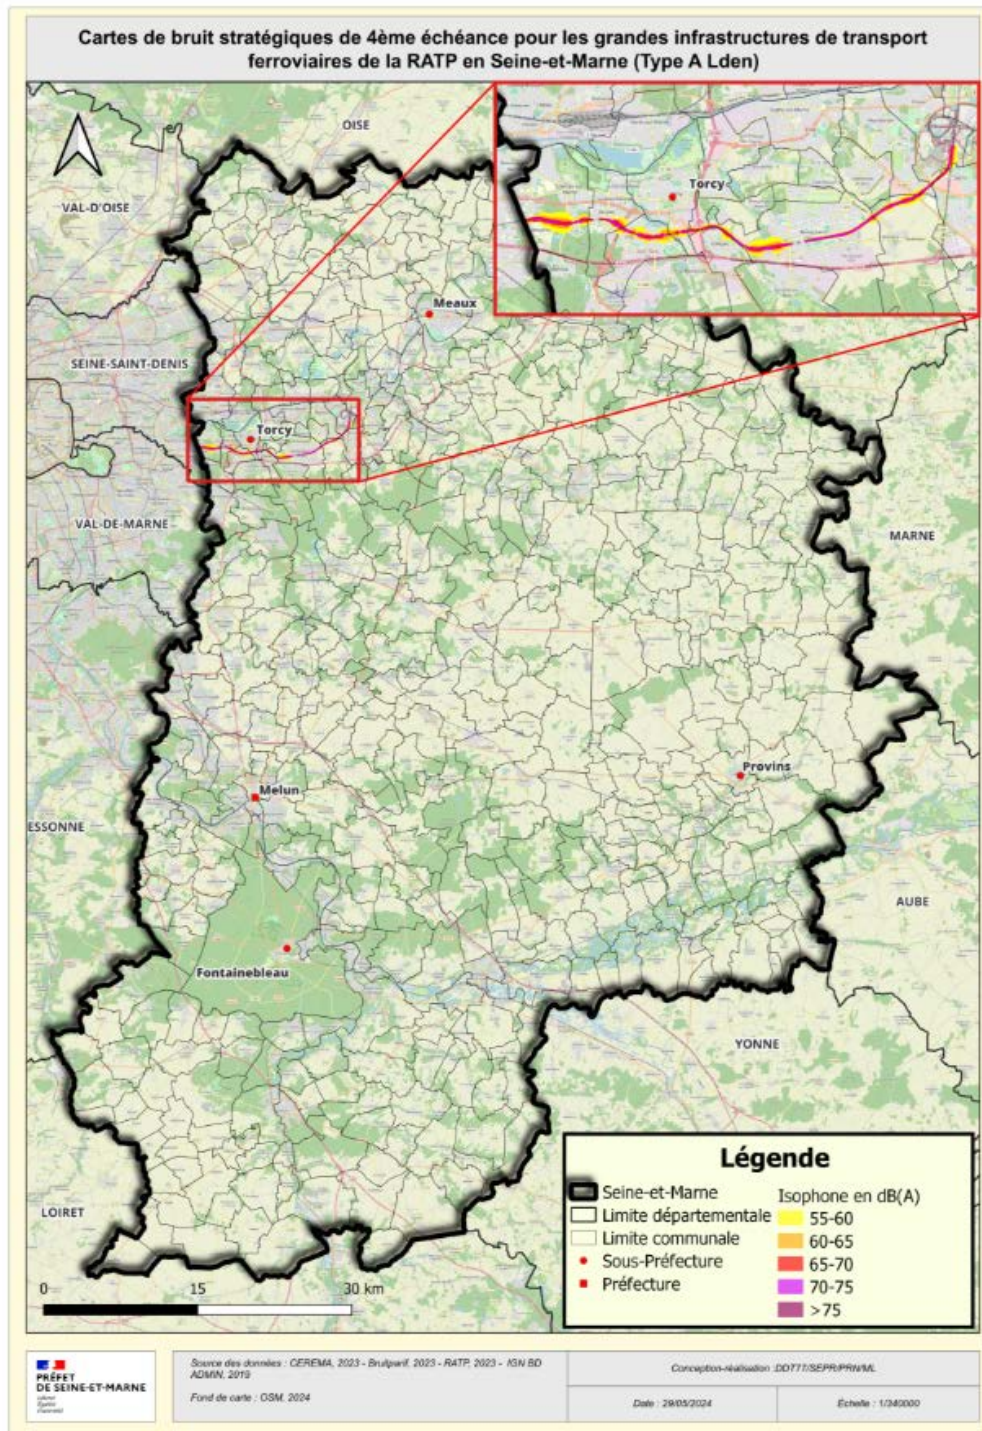 Cartes de bruit stratégiques de 4ème échéance pour les grandes infrastructures de transport
ferroviaires de la RATP en Seine-et-Marne (Type A Lden)
OISE
VAL-D'OISE
Torcy
Meaux
SEINE-SAINT-DENIS
Torcy
VAL-DE-MARNE
MARNE
Provins
Melun
ESSONNE
AUBE
Fontainebleau
YONNE
LOIRET
Légende
Seine-et-Marne
Limite départementale
Limite communale
Sous-Préfecture
Préfecture
Isophone en dB(A)
55-60
60-65
65-70
70-75
>75
0 15 30 km
PRÉFET
DE SEINE-ET-MARNE
Liberté
Égalité
Fraternité
Source des données : CEREMA, 2023 - Bruitparif, 2023 - RATP, 2023 - IGN BD
ADMIN, 2019
Fond de carte : OSM, 2024
Conception-réalisation :DDT77/SEPR/PRN/ML
Date : 29/05/2024
Échelle : 1/340000